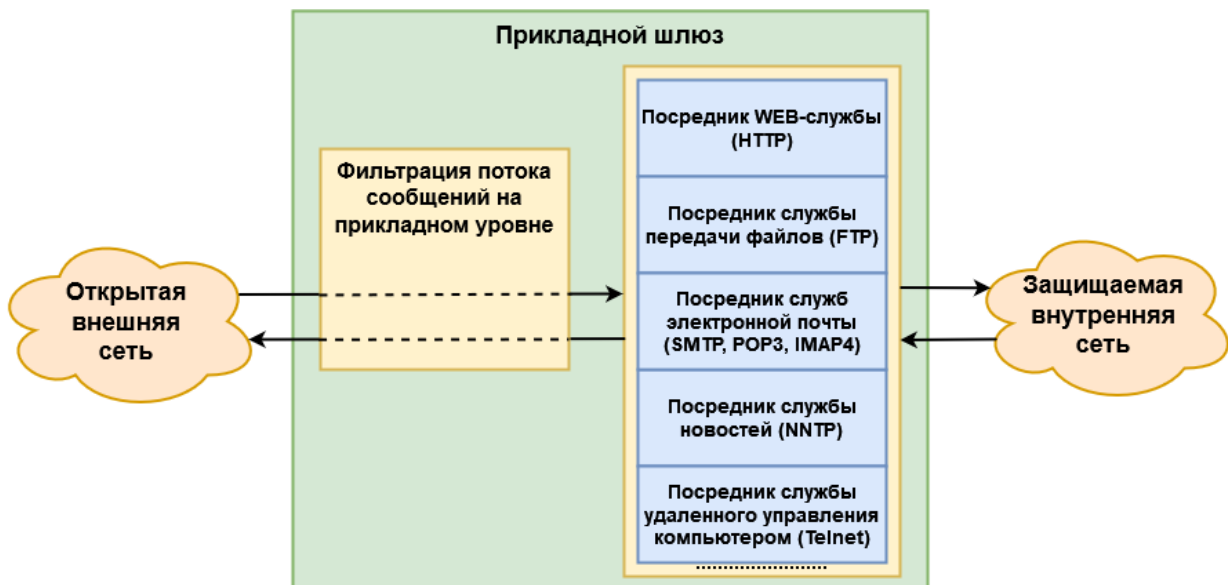 Прикладной шлюз
Посредник WEB-службы
(HTTP)
Фильтрация потока
сообщений на
прикладном уровне
Посредник службы
передачи файлов (FTP)
Открытая
внешняя
сеть
Посредник служб
электронной почты
(SMTP, POP3, IMAP4)
Защищаемая
внутренняя
сеть
Посредник службы
новостей (NNTP)
Посредник службы
удаленного управления
компьютером (Telnet)